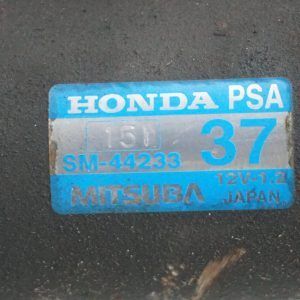 HONDA PSA
151 37
SM-44233
12V-1.2
MITSUBA JAPAN